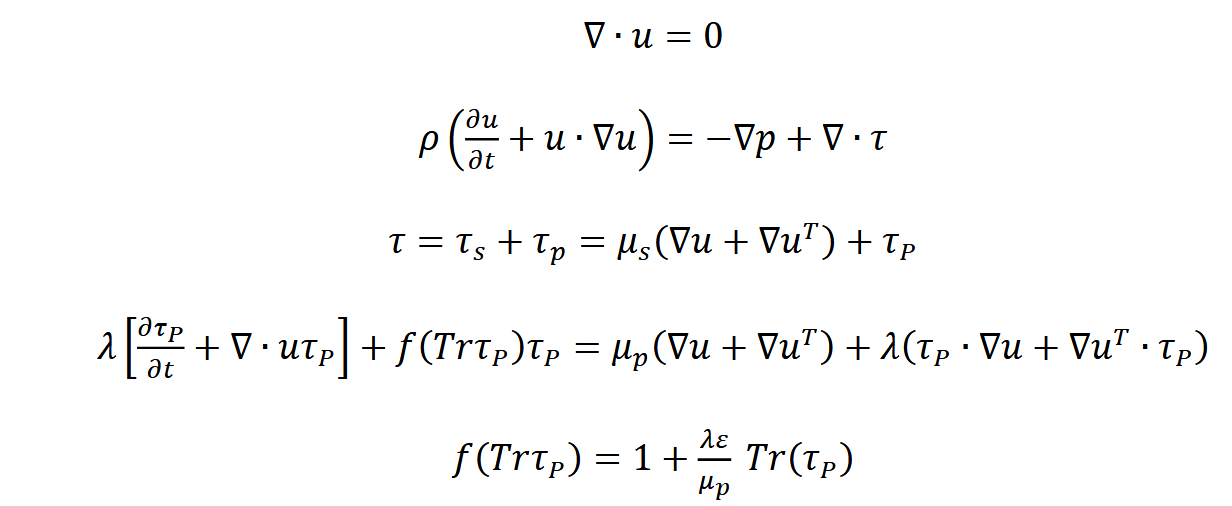 ∇ · u = 0
ρ (∂u/∂t + u · ∇u) = −∇p + ∇ · τ
τ = τ_s + τ_p = μ_s(∇u + ∇u^T) + τ_P
λ [∂τ_P/∂t + ∇ · uτ_P] + f(Trτ_P)τ_P = μ_p(∇u + ∇u^T) + λ(τ_P · ∇u + ∇u^T · τ_P)
f(Trτ_P) = 1 + λε/μ_p Tr(τ_P)